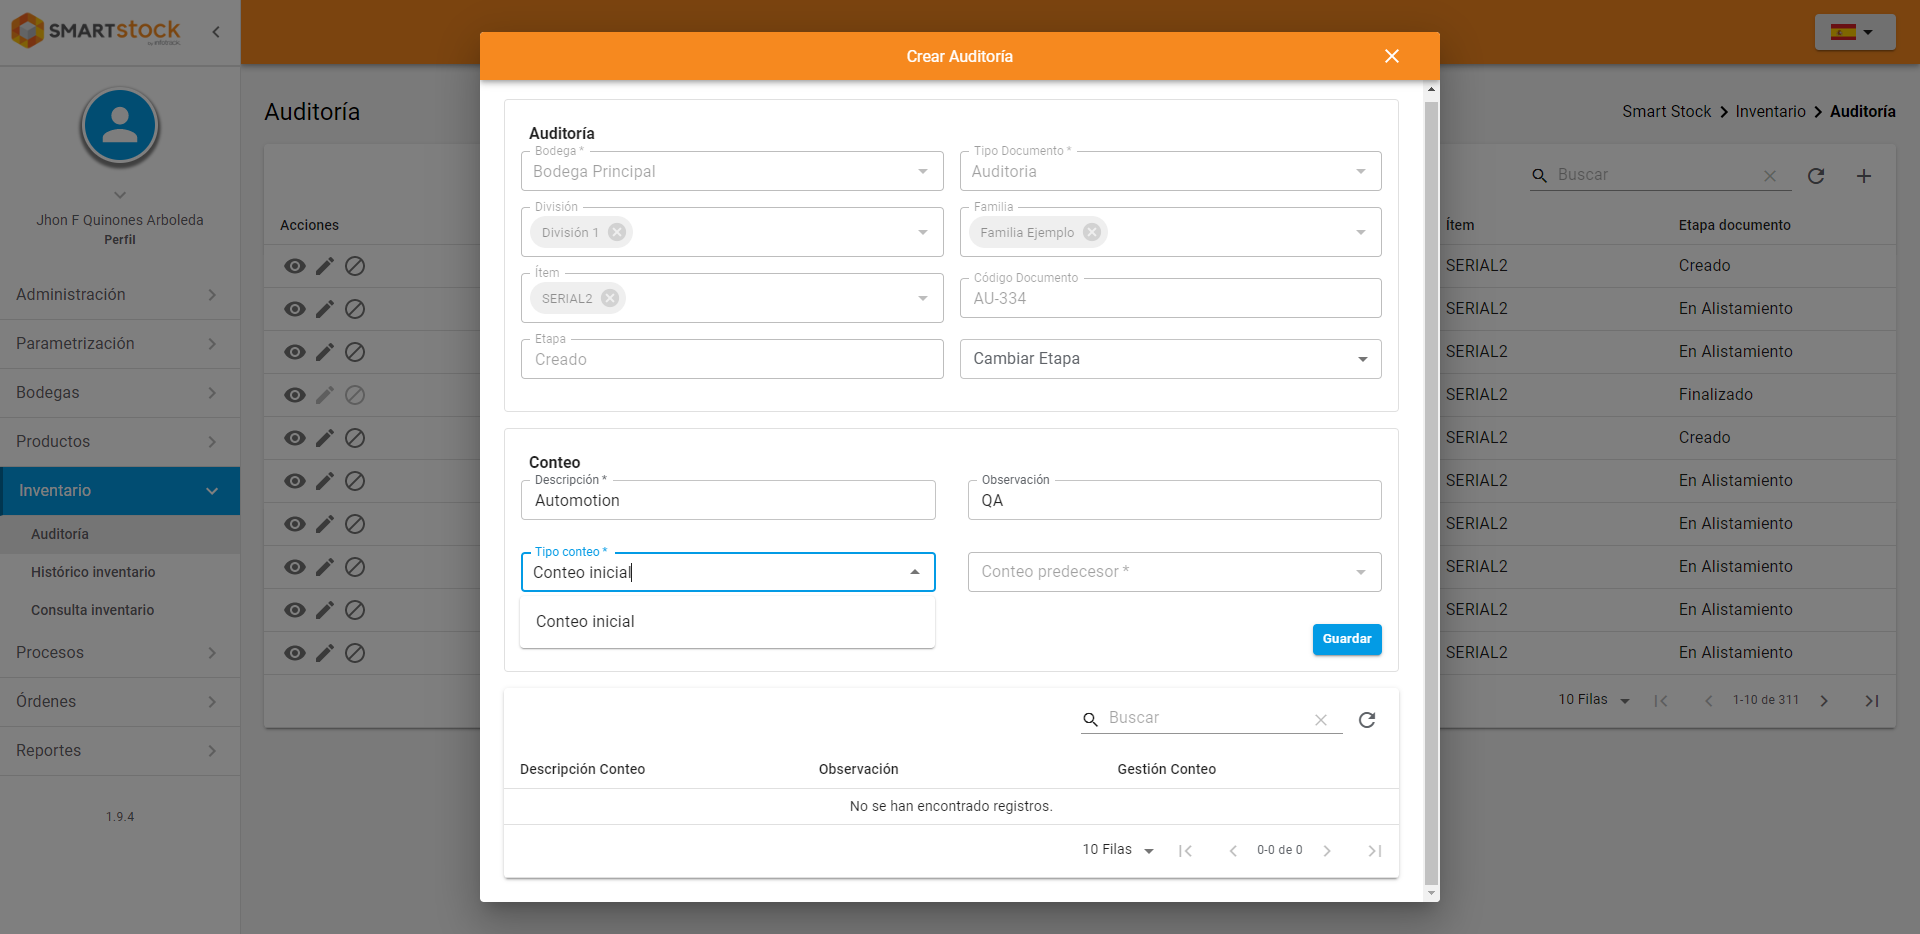 SMARTstock
by infotrack
Jhon F Quinones Arboleda
Perfil
Administración
Parametrización
Bodegas
Productos
Inventario
Auditoría
Histórico inventario
Consulta inventario
Procesos
Órdenes
Reportes
1.9.4
Auditoría
Smart Stock > Inventario > Auditoría
Buscar
Acciones
Ítem Etapa documento
SERIAL2 Creado
SERIAL2 En Alistamiento
SERIAL2 En Alistamiento
SERIAL2 Finalizado
SERIAL2 Creado
SERIAL2 En Alistamiento
SERIAL2 En Alistamiento
SERIAL2 En Alistamiento
SERIAL2 En Alistamiento
SERIAL2 En Alistamiento
10 Filas 1-10 de 311
Crear Auditoría
Auditoría
Bodega * Tipo Documento *
Bodega Principal Auditoria
División Familia
División 1 Familia Ejemplo
Ítem Código Documento
SERIAL2 AU-334
Etapa
Creado Cambiar Etapa
Conteo
Descripción * Observación
Automotion QA
Tipo conteo *
Conteo inicial Conteo predecesor *
Conteo inicial
Guardar
Buscar
Descripción Conteo Observación Gestión Conteo
No se han encontrado registros.
10 Filas 0-0 de 0